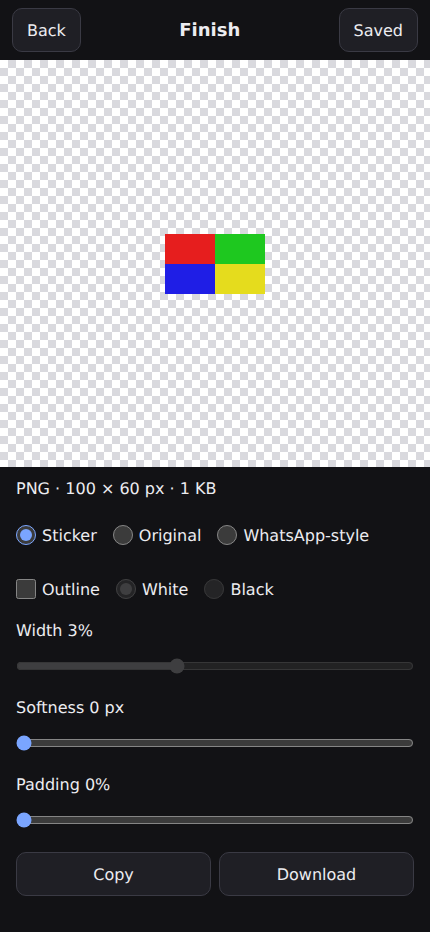 Back Finish Saved
PNG · 100 × 60 px · 1 KB
Sticker Original WhatsApp-style
Outline White Black
Width 3%
Softness 0 px
Padding 0%
Copy Download